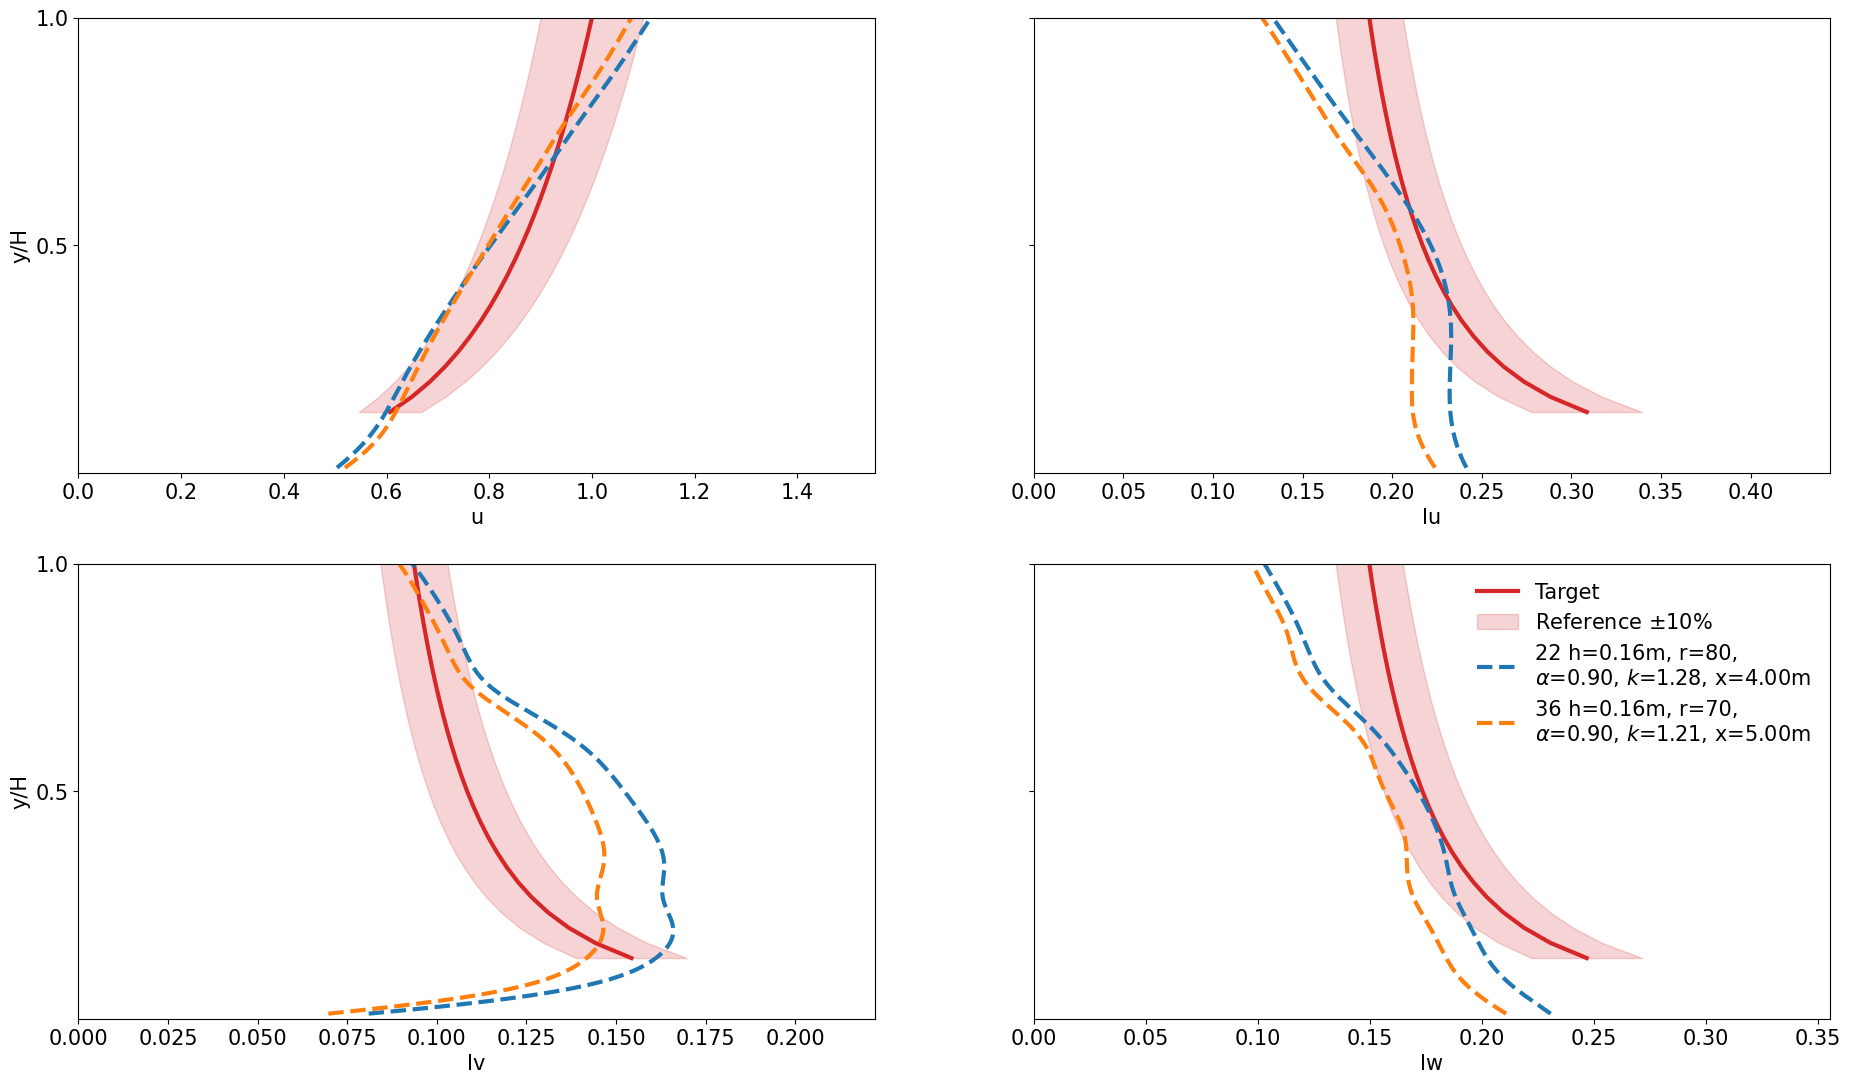 1.0
0.5
y/H
0.0 0.2 0.4 0.6 0.8 1.0 1.2 1.4
u
0.00 0.05 0.10 0.15 0.20 0.25 0.30 0.35 0.40
Iu
1.0
0.5
y/H
0.000 0.025 0.050 0.075 0.100 0.125 0.150 0.175 0.200
Iv
Target
Reference ±10%
22 h=0.16m, r=80,
α=0.90, k=1.28, x=4.00m
36 h=0.16m, r=70,
α=0.90, k=1.21, x=5.00m
0.00 0.05 0.10 0.15 0.20 0.25 0.30 0.35
Iw